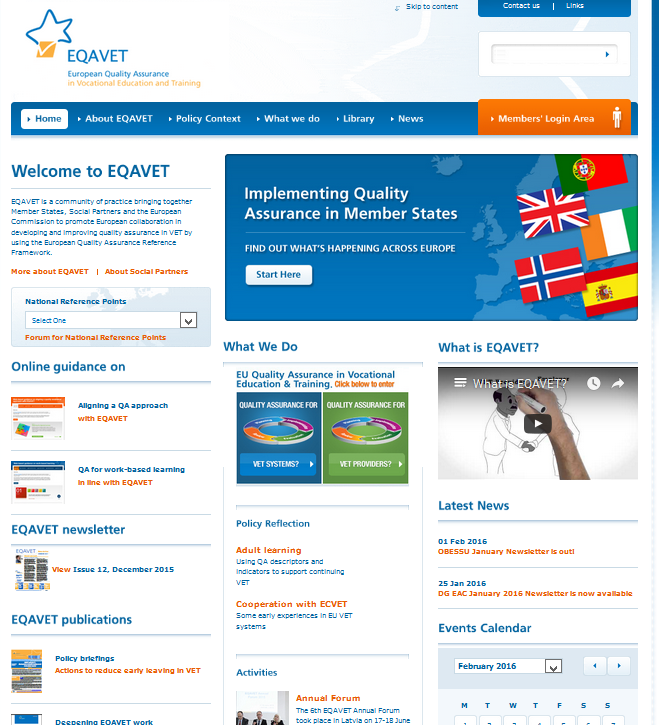 Skip to content
Contact us | Links
EQAVET
European Quality Assurance
in Vocational Education and Training
Home
About EQAVET
Policy Context
What we do
Library
News
Members' Login Area
Welcome to EQAVET
EQAVET is a community of practice bringing together
Member States, Social Partners and the European
Commission to promote European collaboration in
developing and improving quality assurance in VET by
using the European Quality Assurance Reference
Framework.
More about EQAVET | About Social Partners
National Reference Points
Select One
Forum for National Reference Points
Online guidance on
Aligning a QA approach
with EQAVET
QA for work-based learning
in line with EQAVET
EQAVET newsletter
View Issue 12, December 2015
EQAVET publications
Policy briefings
Actions to reduce early leaving in VET
Deepening EQAVET work
Implementing Quality
Assurance in Member States
FIND OUT WHAT'S HAPPENING ACROSS EUROPE
Start Here
What We Do
EU Quality Assurance in Vocational
Education & Training. Click below to enter
QUALITY ASSURANCE FOR
VET SYSTEMS?
QUALITY ASSURANCE FOR
VET PROVIDERS?
Policy Reflection
Adult learning
Using QA descriptors and
indicators to support continuing
VET
Cooperation with ECVET
Some early experiences in EU VET
systems
Activities
Annual Forum
The 6th EQAVET Annual Forum
took place in Latvia on 17-18 June
What is EQAVET?
What is EQAVET?
Latest News
01 Feb 2016
OBESSU January Newsletter is out!
25 Jan 2016
DG EAC January 2016 Newsletter is now available
Events Calendar
February 2016
M T W T F S S
1 2 3 4 5 6 7